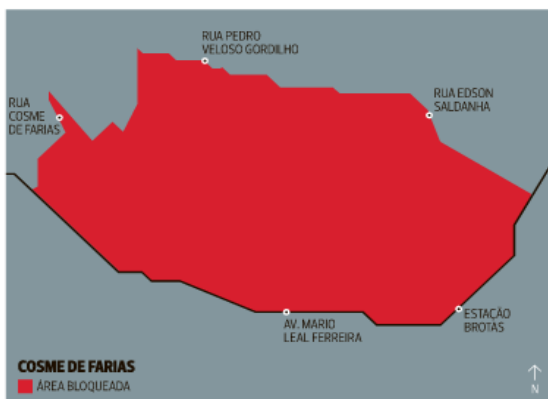 RUA PEDRO
VELOSO GORDILHO
RUA
COSME
DE FARIAS
RUA EDSON
SALDANHA
AV. MARIO
LEAL FERREIRA
ESTAÇÃO
BROTAS
COSME DE FARIAS
ÁREA BLOQUEADA
N